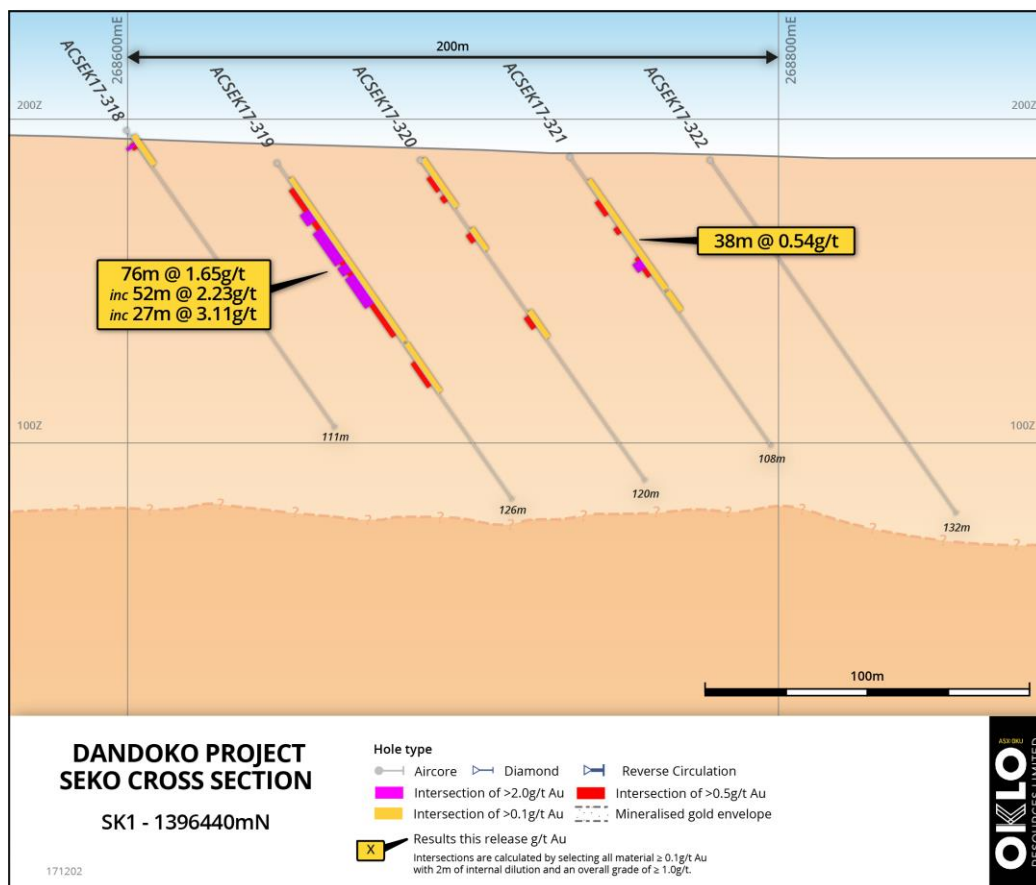 200m
268600mE
268800mE
ACSEK17-318
ACSEK17-319
ACSEK17-320
ACSEK17-321
ACSEK17-322
200Z
200Z
76m @ 1.65g/t
inc 52m @ 2.23g/t
inc 27m @ 3.11g/t
38m @ 0.54g/t
100Z
100Z
111m
126m
120m
108m
132m
? ? ? ? ? ? ? ? ? ? ? ? ? ?
100m
DANDOKO PROJECT
SEKO CROSS SECTION
SK1 - 1396440mN
171202
Hole type
Aircore
Diamond
Reverse Circulation
Intersection of >2.0g/t Au
Intersection of >0.5g/t Au
Intersection of >0.1g/t Au
Mineralised gold envelope
X
Results this release g/t Au
Intersections are calculated by selecting all material ≥ 0.1g/t Au
with 2m of internal dilution and an overall grade of ≥ 1.0g/t.
ASX:OKU
OKLO
RESOURCES LIMITED